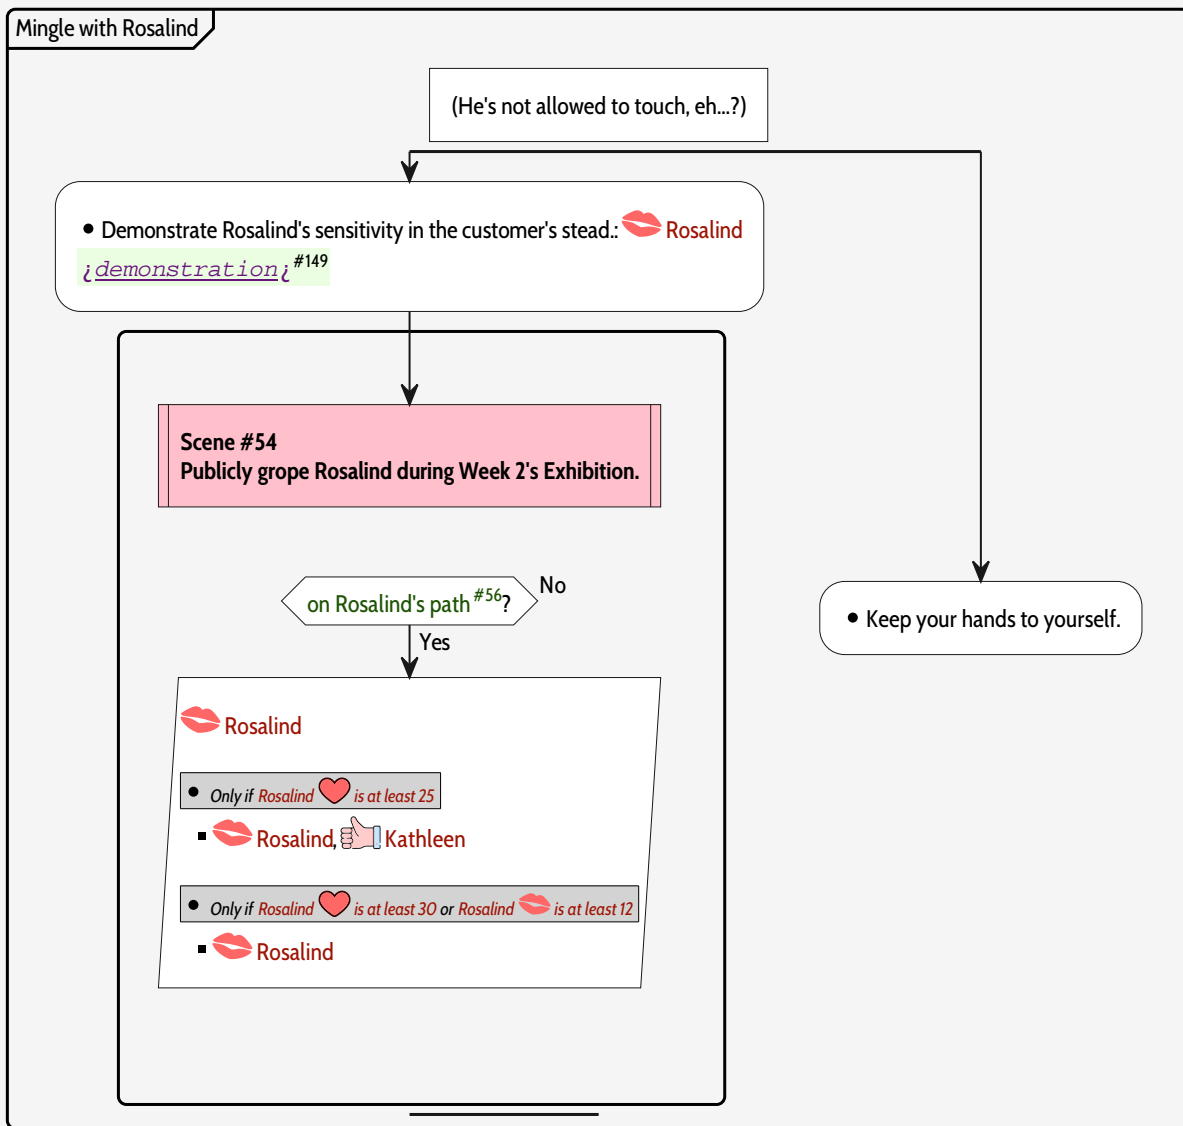 Mingle with Rosalind
(He's not allowed to touch, eh...?)
• Demonstrate Rosalind's sensitivity in the customer's stead.: Rosalind
¿demonstration¿ #149
Scene #54
Publicly grope Rosalind during Week 2's Exhibition.
on Rosalind's path #56?
No
Yes
• Keep your hands to yourself.
Rosalind
• Only if Rosalind is at least 25
▪ Rosalind, Kathleen
• Only if Rosalind is at least 30 or Rosalind is at least 12
▪ Rosalind